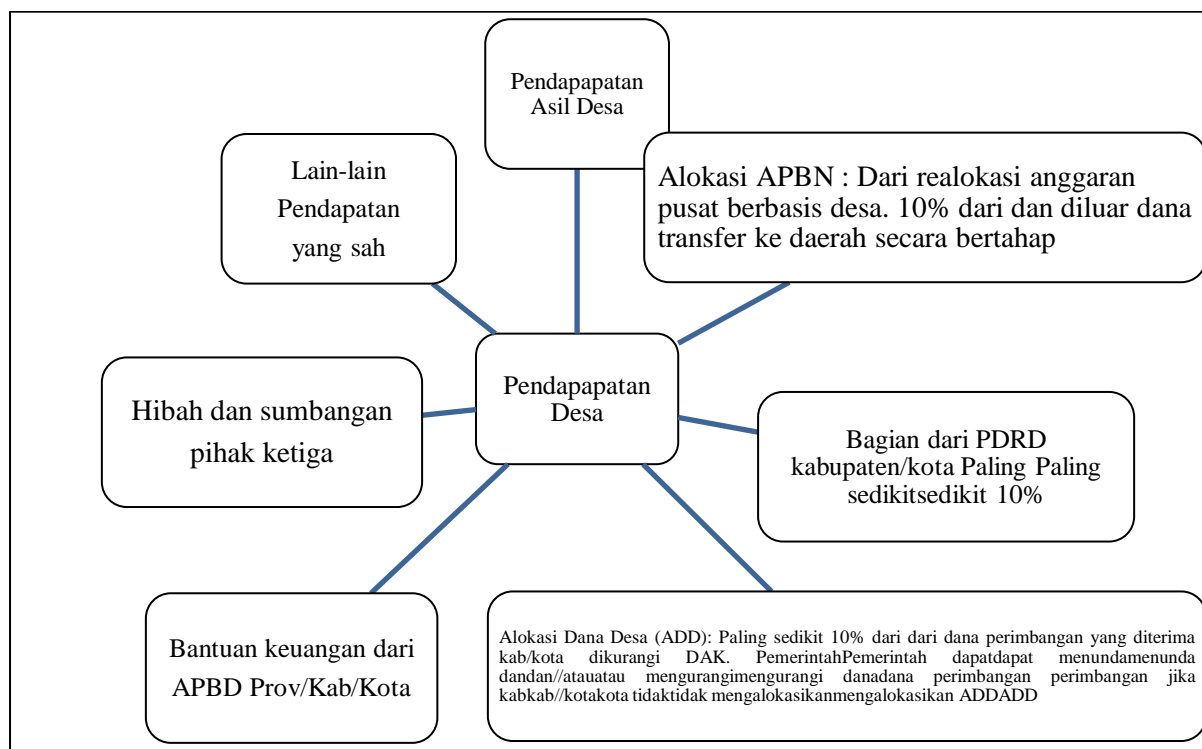 Pendapapatan
Asil Desa
Lain-lain
Pendapatan
yang sah
Alokasi APBN : Dari realokasi anggaran
pusat berbasis desa. 10% dari dan diluar dana
transfer ke daerah secara bertahap
Pendapapatan
Desa
Hibah dan sumbangan
pihak ketiga
Bagian dari PDRD
kabupaten/kota Paling Paling
sedikitsedikit 10%
Bantuan keuangan dari
APBD Prov/Kab/Kota
Alokasi Dana Desa (ADD): Paling sedikit 10% dari dari dana perimbangan yang diterima
kab/kota dikurangi DAK. PemerintahPemerintah dapatdapat menundamenunda
dandan//atauatau mengurangimengurangi danadana perimbangan perimbangan jika
kabkab//kotakota tidaktidak mengalokasikanmengalokasikan ADDADD